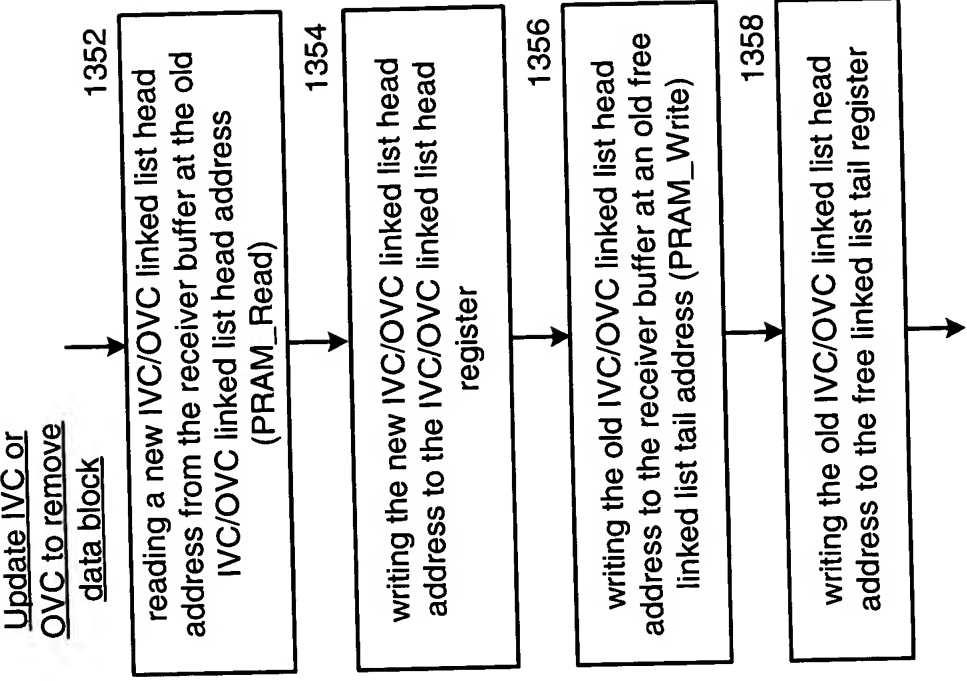 Update IVC or
OVC to remove
data block
1352
reading a new IVC/OVC linked list head
address from the receiver buffer at the old
IVC/OVC linked list head address
(PRAM_Read)
1354
writing the new IVC/OVC linked list head
address to the IVC/OVC linked list head
register
1356
writing the old IVC/OVC linked list head
address to the receiver buffer at an old free
linked list tail address (PRAM_Write)
1358
writing the old IVC/OVC linked list head
address to the free linked list tail register